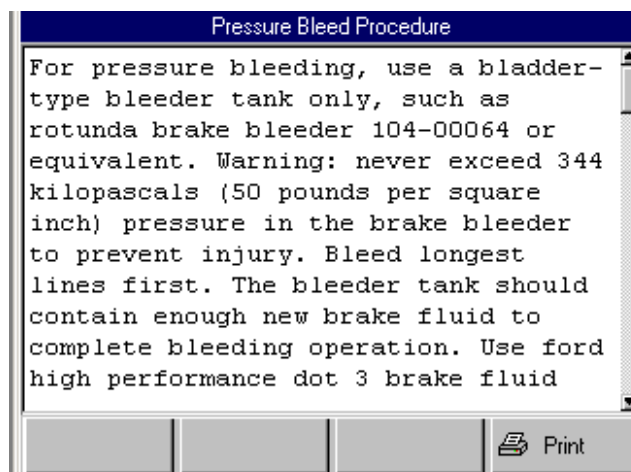 Pressure Bleed Procedure
For pressure bleeding, use a bladder-
type bleeder tank only, such as
rotunda brake bleeder 104-00064 or
equivalent. Warning: never exceed 344
kilopascals (50 pounds per square
inch) pressure in the brake bleeder
to prevent injury. Bleed longest
lines first. The bleeder tank should
contain enough new brake fluid to
complete bleeding operation. Use ford
high performance dot 3 brake fluid
Print